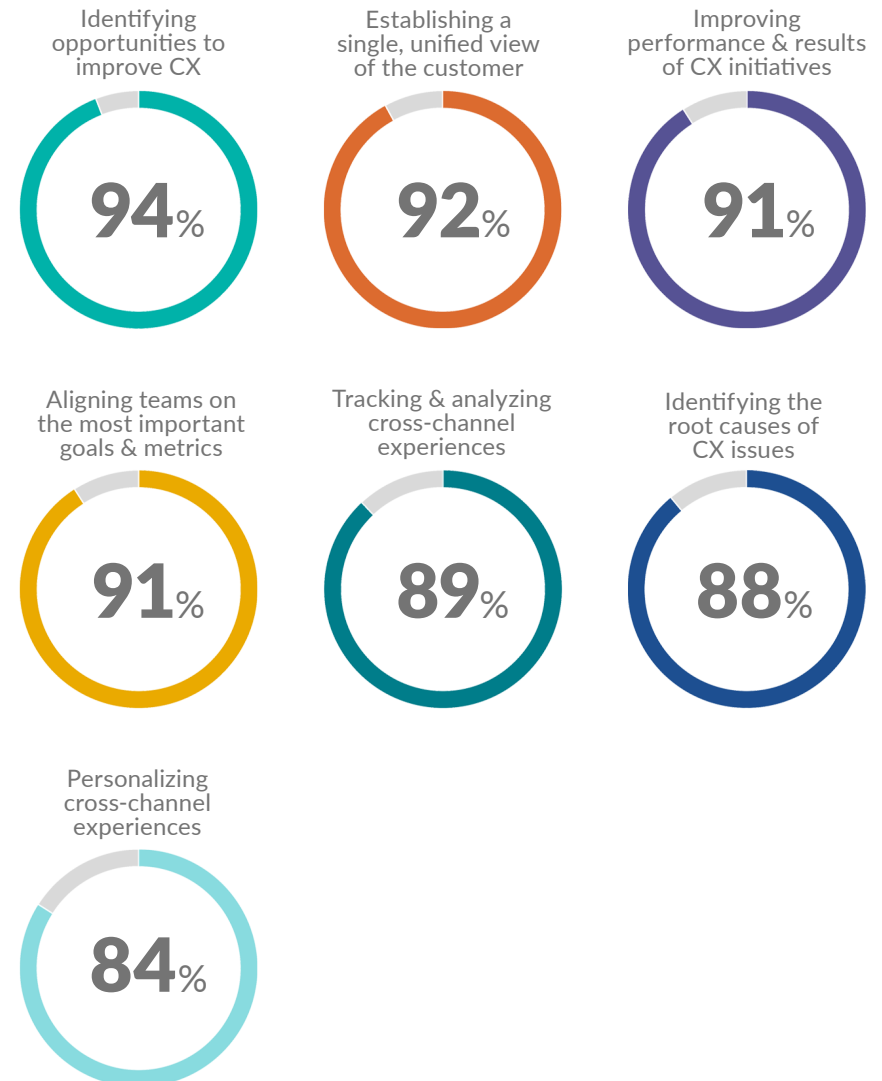 Identifying
opportunities to
improve CX
94%
Establishing a
single, unified view
of the customer
92%
Improving
performance & results
of CX initiatives
91%
Aligning teams on
the most important
goals & metrics
91%
Tracking & analyzing
cross-channel
experiences
89%
Identifying the
root causes of
CX issues
88%
Personalizing
cross-channel
experiences
84%